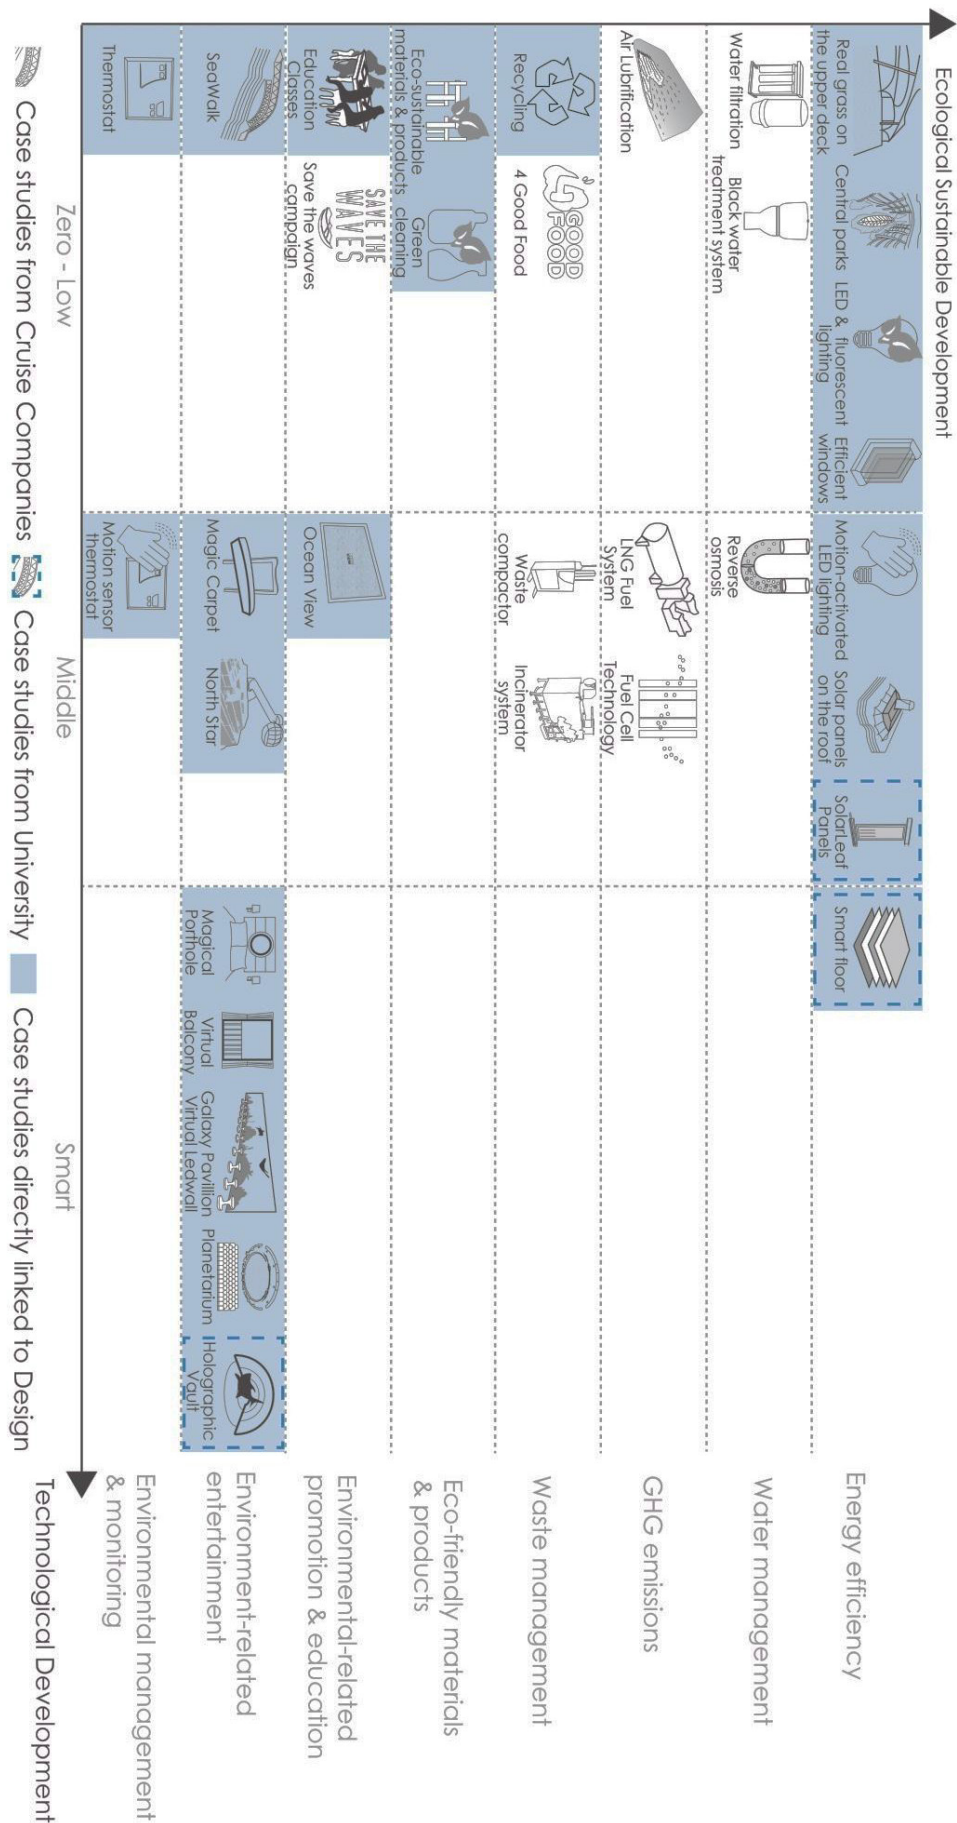 Ecological Sustainable Development
Real grass on
the upper deck
Central parks
LED & fluorescent
lighting
Efficient
windows
Motion-activated
LED lighting
Solar panels
on the roof
SolarLeaf
Panels
Smart floor
Energy efficiency
Water filtration
Black water
treatment system
Reverse
osmosis
Water management
Air Lubrification
LNG Fuel
System
Fuel Cell
Technology
GHG emissions
Recycling
GOOD
FOOD
4 Good Food
Waste
compactor
Incinerator
system
Waste management
Eco-sustainable
materials & products
Green
cleaning
Eco-friendly materials
& products
Education
Classes
SAVE THE
WAVES
Save the waves
campaign
Ocean View
Environmental-related
promotion & education
SeaWalk
Magic Carpet
North Star
Magical
Porthole
Virtual
Balcony
Galaxy Pavillion
Virtual Ledwall
Planetarium
Holographic
Vault
Environment-related
entertainment
Thermostat
Motion sensor
thermostat
Environmental management
& monitoring
Zero - Low
Middle
Smart
Technological Development
Case studies from Cruise Companies
Case studies from University
Case studies directly linked to Design